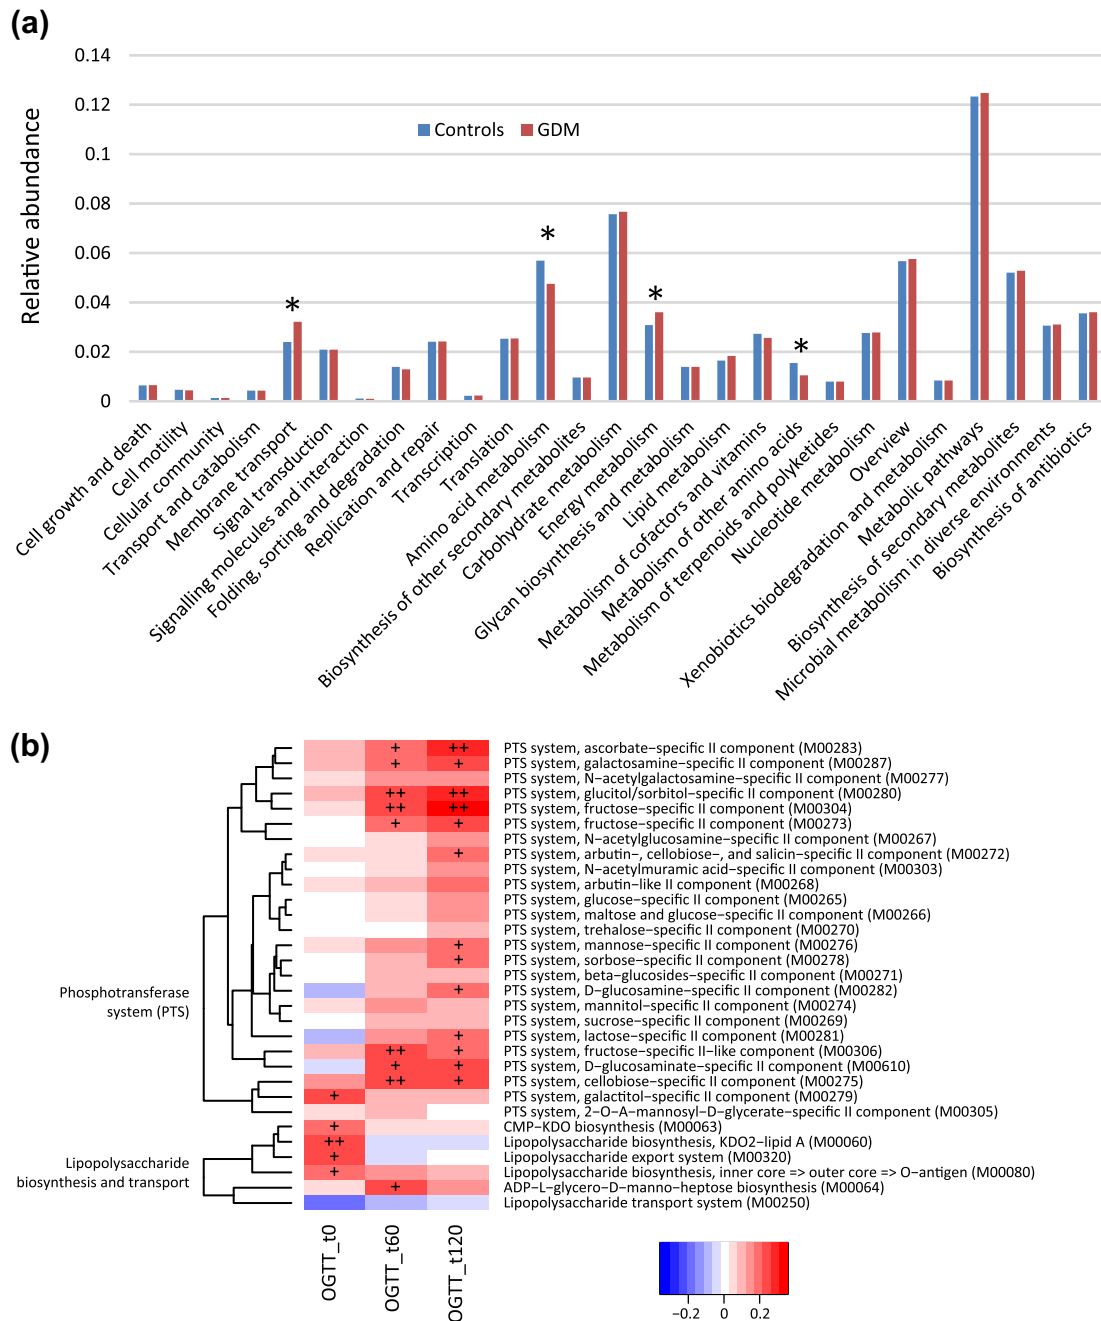 (a)
0.14
0.12
0.1
0.08
0.06
0.04
0.02
0
Relative abundance
Controls GDM
*
*
*
*
Cell growth and death
Cell motility
Cellular community
Transport and catabolism
Membrane transport
Signal transduction
Signalling molecules and interaction
Folding, sorting and degradation
Replication and repair
Transcription
Translation
Amino acid metabolism
Biosynthesis of other secondary metabolites
Carbohydrate metabolism
Energy metabolism
Glycan biosynthesis and metabolism
Lipid metabolism
Metabolism of cofactors and vitamins
Metabolism of other amino acids
Metabolism of terpenoids and polyketides
Nucleotide metabolism
Overview
Xenobiotics biodegradation and metabolism
Metabolic pathways
Biosynthesis of secondary metabolites
Microbial metabolism in diverse environments
Biosynthesis of antibiotics
(b)
+ ++ PTS system, ascorbate−specific II component (M00283)
+ + PTS system, galactosamine−specific II component (M00287)
PTS system, N−acetylgalactosamine−specific II component (M00277)
++ ++ PTS system, glucitol/sorbitol−specific II component (M00280)
++ ++ PTS system, fructose−specific II component (M00304)
+ + PTS system, fructose−specific II component (M00273)
PTS system, N−acetylglucosamine−specific II component (M00267)
+ PTS system, arbutin−, cellobiose−, and salicin−specific II component (M00272)
PTS system, N−acetylmuramic acid−specific II component (M00303)
PTS system, arbutin−like II component (M00268)
PTS system, glucose−specific II component (M00265)
PTS system, maltose and glucose−specific II component (M00266)
PTS system, trehalose−specific II component (M00270)
+ PTS system, mannose−specific II component (M00276)
+ PTS system, sorbose−specific II component (M00278)
PTS system, beta−glucosides−specific II component (M00271)
+ PTS system, D−glucosamine−specific II component (M00282)
PTS system, mannitol−specific II component (M00274)
PTS system, sucrose−specific II component (M00269)
+ PTS system, lactose−specific II component (M00281)
++ + PTS system, fructose−specific II−like component (M00306)
+ + PTS system, D−glucosaminate−specific II component (M00610)
++ + PTS system, cellobiose−specific II component (M00275)
+ PTS system, galactitol−specific II component (M00279)
PTS system, 2−O−A−mannosyl−D−glycerate−specific II component (M00305)
+ CMP−KDO biosynthesis (M00063)
++ Lipopolysaccharide biosynthesis, KDO2−lipid A (M00060)
+ Lipopolysaccharide export system (M00320)
+ Lipopolysaccharide biosynthesis, inner core => outer core => O−antigen (M00080)
+ ADP−L−glycero−D−manno−heptose biosynthesis (M00064)
Lipopolysaccharide transport system (M00250)
Phosphotransferase
system (PTS)
Lipopolysaccharide
biosynthesis and transport
OGTT_t0
OGTT_t60
OGTT_t120
−0.2 0 0.2